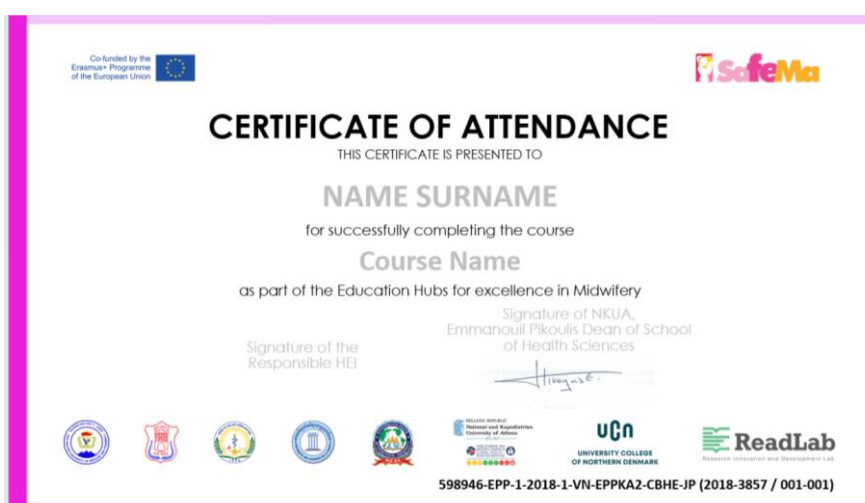 Co-funded by the
Erasmus+ Programme
of the European Union
SafeMa
CERTIFICATE OF ATTENDANCE
THIS CERTIFICATE IS PRESENTED TO
NAME SURNAME
for successfully completing the course
Course Name
as part of the Education Hubs for excellence in Midwifery
Signature of NKUA,
Emmanouil Pikoulis Dean of School
of Health Sciences
Signature of the
Responsible HEI
HELLENIC REPUBLIC
National and Kapodistrian
University of Athens
UCN
UNIVERSITY COLLEGE
OF NORTHERN DENMARK
ReadLab
Research Innovation and Development Lab
598946-EPP-1-2018-1-VN-EPPKA2-CBHE-JP (2018-3857 / 001-001)